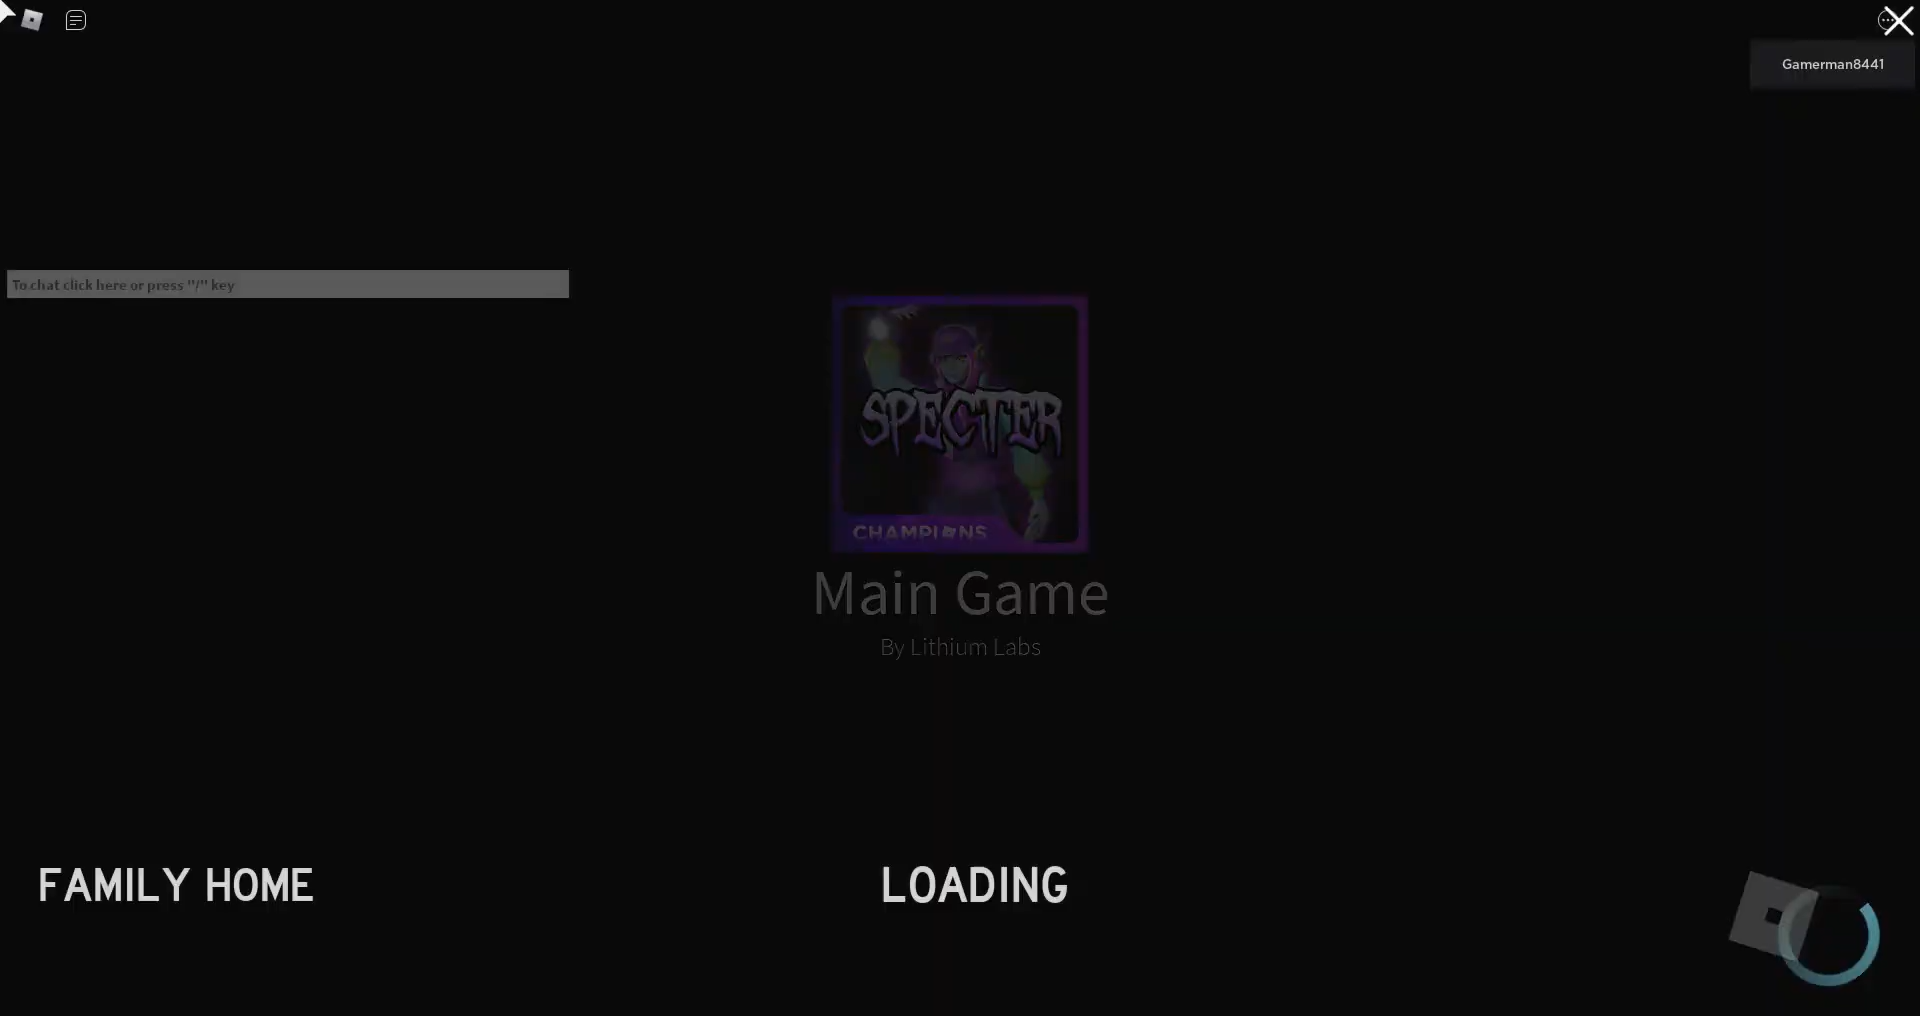 Gamerman8441
To chat click here or press "/" key
SPECTER
CHAMPIONS
Main Game
By Lithium Labs
FAMILY HOME
LOADING